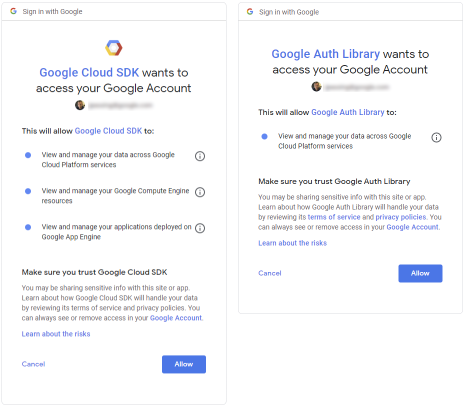 Sign in with Google
Google Cloud SDK wants to
access your Google Account
This will allow Google Cloud SDK to:
View and manage your data across Google
Cloud Platform services
View and manage your Google Compute Engine
resources
View and manage your applications deployed on
Google App Engine
Make sure you trust Google Cloud SDK
You may be sharing sensitive info with this site or app.
Learn about how Google Cloud SDK will handle your data
by reviewing its terms of service and privacy policies. You
can always see or remove access in your Google Account.
Learn about the risks
Cancel
Allow
Sign in with Google
Google Auth Library wants to
access your Google Account
This will allow Google Auth Library to:
View and manage your data across Google
Cloud Platform services
Make sure you trust Google Auth Library
You may be sharing sensitive info with this site or app.
Learn about how Google Auth Library will handle your data
by reviewing its terms of service and privacy policies. You
can always see or remove access in your Google Account.
Learn about the risks
Cancel
Allow